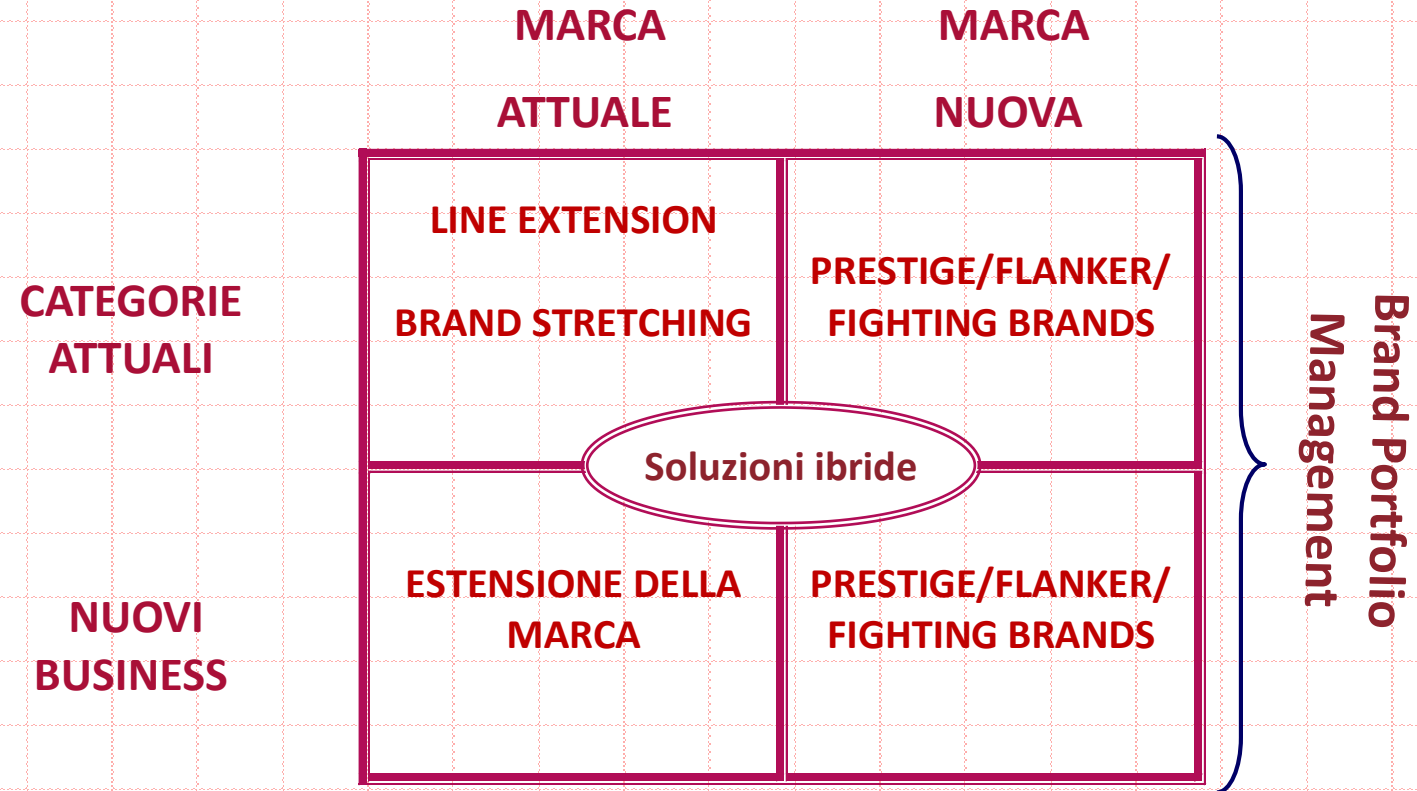 MARCA
ATTUALE
MARCA
NUOVA
CATEGORIE
ATTUALI
LINE EXTENSION
BRAND STRETCHING
PRESTIGE/FLANKER/
FIGHTING BRANDS
Soluzioni ibride
NUOVI
BUSINESS
ESTENSIONE DELLA
MARCA
PRESTIGE/FLANKER/
FIGHTING BRANDS
Brand Portfolio
Management